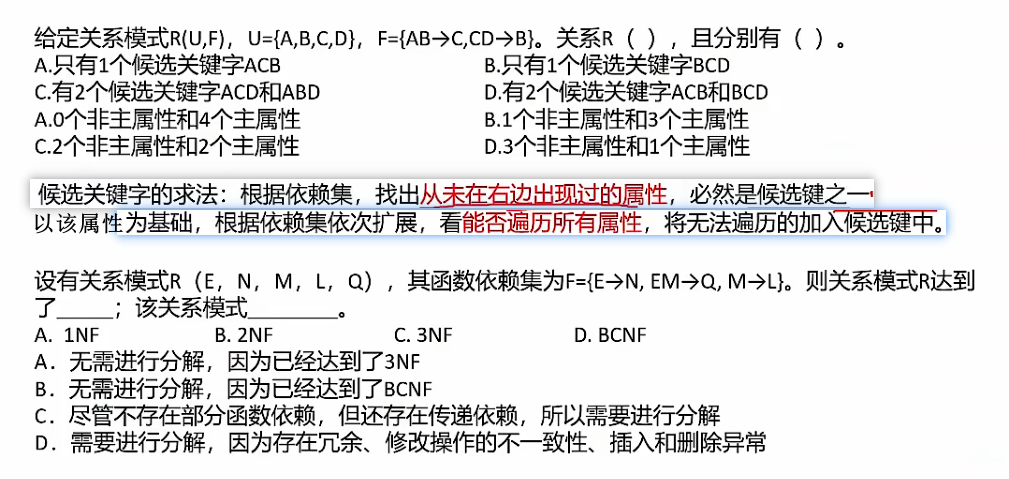 给定关系模式R(U,F)，U={A,B,C,D}，F={AB→C,CD→B}。关系R（ ），且分别有（ ）。
A.只有1个候选关键字ACB B.只有1个候选关键字BCD
C.有2个候选关键字ACD和ABD D.有2个候选关键字ACB和BCD
A.0个非主属性和4个主属性 B.1个非主属性和3个主属性
C.2个非主属性和2个主属性 D.3个非主属性和1个主属性
候选关键字的求法：根据依赖集，找出从未在右边出现过的属性，必然是候选键之一
以该属性为基础，根据依赖集依次扩展，看能否遍历所有属性，将无法遍历的加入候选键中。
设有关系模式R（E，N，M，L，Q），其函数依赖集为F={E→N, EM→Q, M→L}。则关系模式R达到
了_____；该关系模式________。
A. 1NF B. 2NF C. 3NF D. BCNF
A．无需进行分解，因为已经达到了3NF
B．无需进行分解，因为已经达到了BCNF
C．尽管不存在部分函数依赖，但还存在传递依赖，所以需要进行分解
D．需要进行分解，因为存在冗余、修改操作的不一致性、插入和删除异常